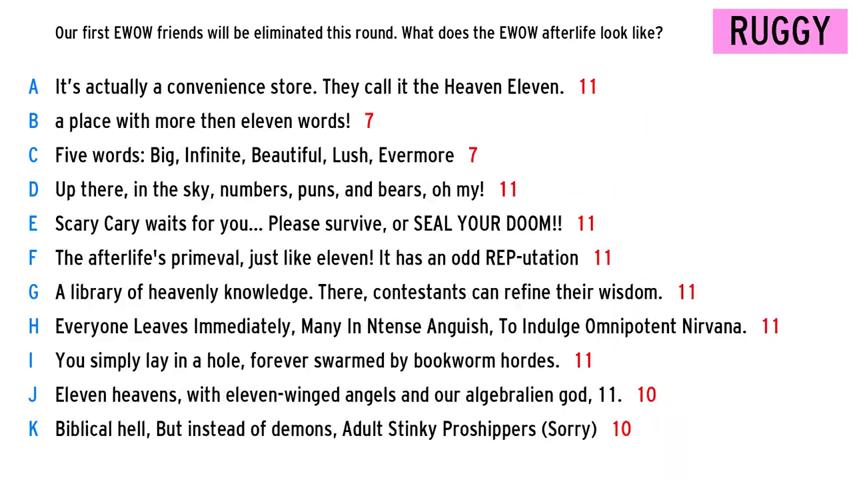 Our first EWOW friends will be eliminated this round. What does the EWOW afterlife look like?
RUGGY
A It's actually a convenience store. They call it the Heaven Eleven. 11
B a place with more then eleven words! 7
C Five words: Big, Infinite, Beautiful, Lush, Evermore 7
D Up there, in the sky, numbers, puns, and bears, oh my! 11
E Scary Cary waits for you... Please survive, or SEAL YOUR DOOM!! 11
F The afterlife's primeval, just like eleven! It has an odd REP-utation 11
G A library of heavenly knowledge. There, contestants can refine their wisdom. 11
H Everyone Leaves Immediately, Many In Ntense Anguish, To Indulge Omnipotent Nirvana. 11
I You simply lay in a hole, forever swarmed by bookworm hordes. 11
J Eleven heavens, with eleven-winged angels and our algebralien god, 11. 10
K Biblical hell, But instead of demons, Adult Stinky Proshippers (Sorry) 10